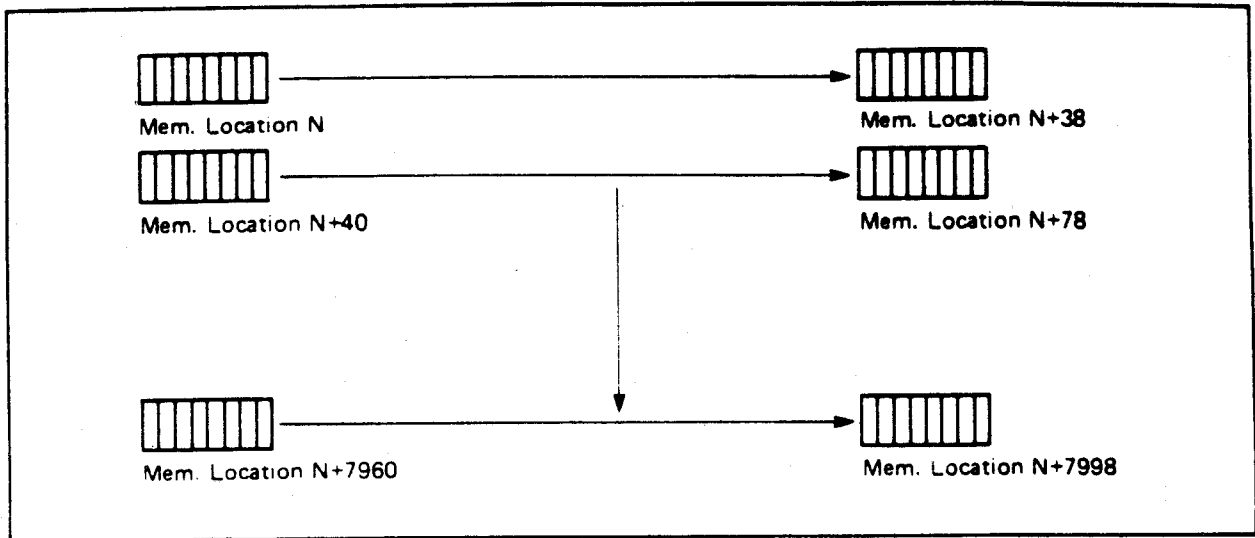 Mem. Location N
Mem. Location N+38
Mem. Location N+40
Mem. Location N+78
Mem. Location N+7960
Mem. Location N+7998